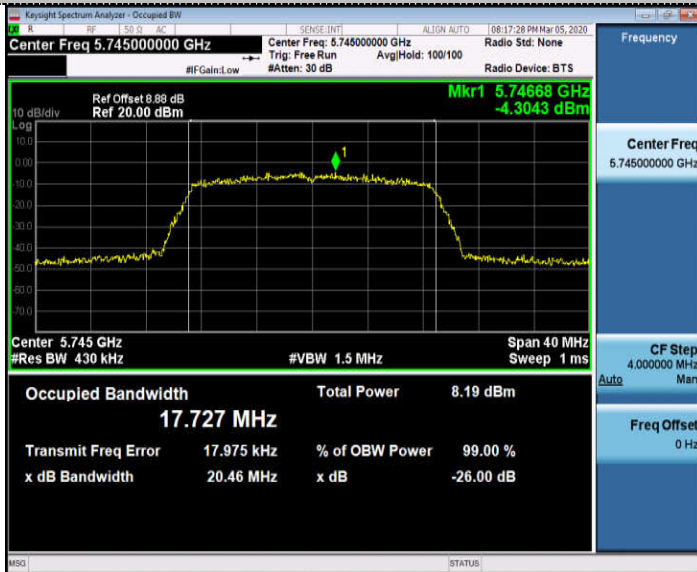 Keysight Spectrum Analyzer - Occupied BW
LXI R RF 50 Ω AC SENSE:INT ALIGN AUTO 08:17:28 PM Mar 05, 2020
Center Freq 5.745000000 GHz
Center Freq: 5.745000000 GHz Radio Std: None
Trig: Free Run Avg|Hold: 100/100
#IFGain:Low #Atten: 30 dB Radio Device: BTS
Ref Offset 8.88 dB
10 dB/div Ref 20.00 dBm
Mkr1 5.74668 GHz
-4.3043 dBm
Log
10.0
0.00
-10.0
-20.0
-30.0
-40.0
-50.0
-60.0
-70.0
1
Center 5.745 GHz Span 40 MHz
#Res BW 430 kHz #VBW 1.5 MHz Sweep 1 ms
Occupied Bandwidth Total Power 8.19 dBm
17.727 MHz
Transmit Freq Error 17.975 kHz % of OBW Power 99.00 %
x dB Bandwidth 20.46 MHz x dB -26.00 dB
MSG STATUS
Frequency
Center Freq
5.745000000 GHz
CF Step
4.000000 MHz
Auto Man
Freq Offset
0 Hz